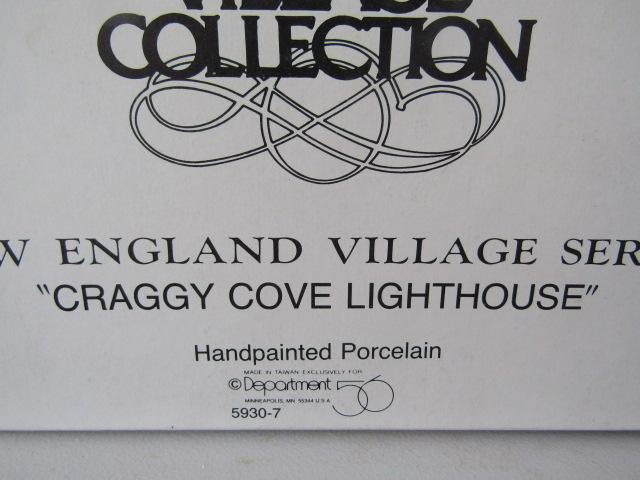 VILLAGE
COLLECTION
W ENGLAND VILLAGE SER
"CRAGGY COVE LIGHTHOUSE"
Handpainted Porcelain
MADE IN TAIWAN EXCLUSIVELY FOR
© Department 56
MINNEAPOLIS, MN 55344 U.S.A.
5930-7